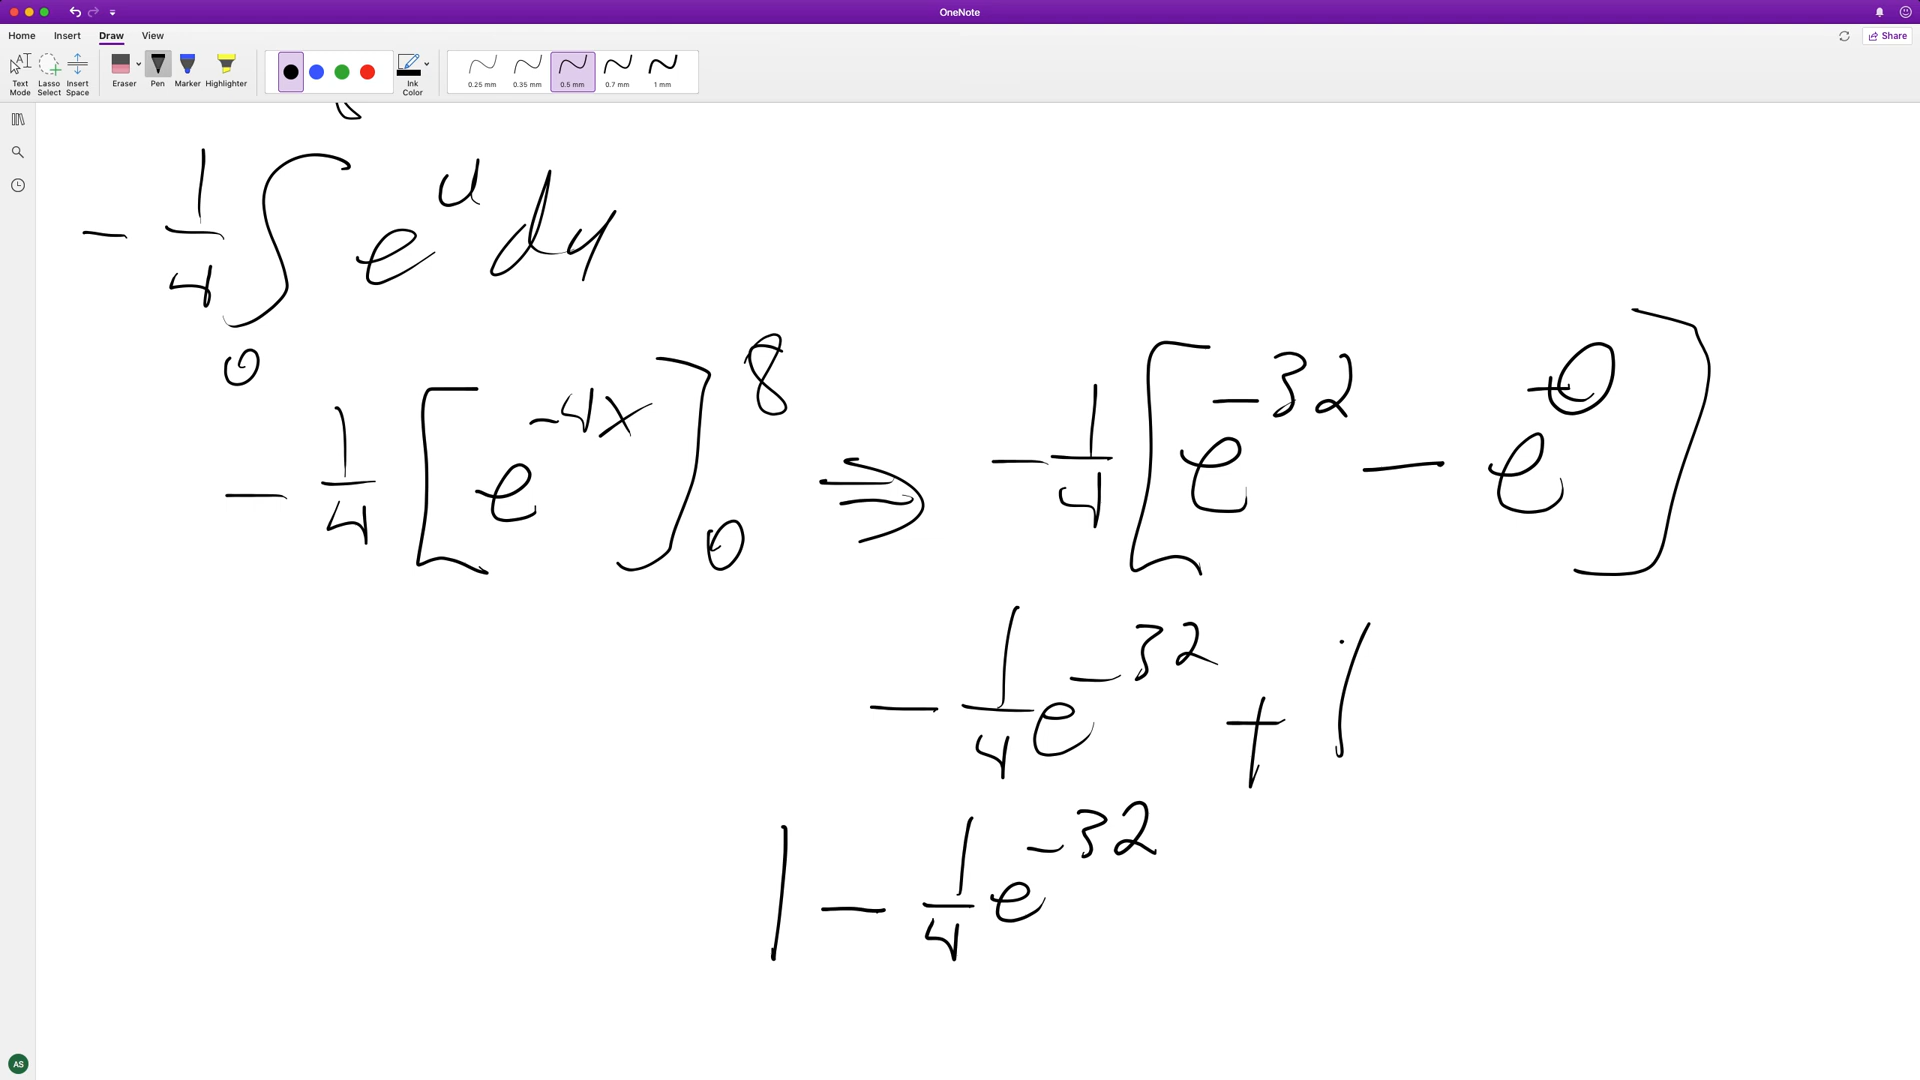 OneNote
Home Insert Draw View
Share
Text Mode Lasso Select Insert Space Eraser Pen Marker Highlighter Ink Color 0.25 mm 0.35 mm 0.5 mm 0.7 mm 1 mm
- 1/4 ∫ e^u du
0
- 1/4 [e^-4x]_0^8 ⇒ - 1/4 [e^-32 - e^+0]
- 1/4 e^-32 + 1
1 - 1/4 e^-32
AS